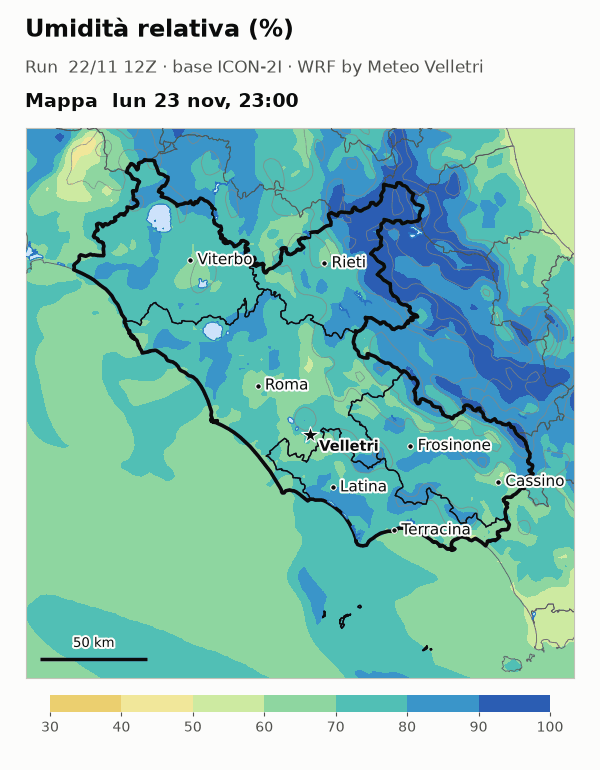 Umidità relativa (%)
Run  22/11 12Z · base ICON-2I · WRF by Meteo Velletri
Mappa  lun 23 nov, 23:00
Viterbo
Rieti
Roma
Velletri
Frosinone
Cassino
Latina
Terracina
50 km
30 40 50 60 70 80 90 100